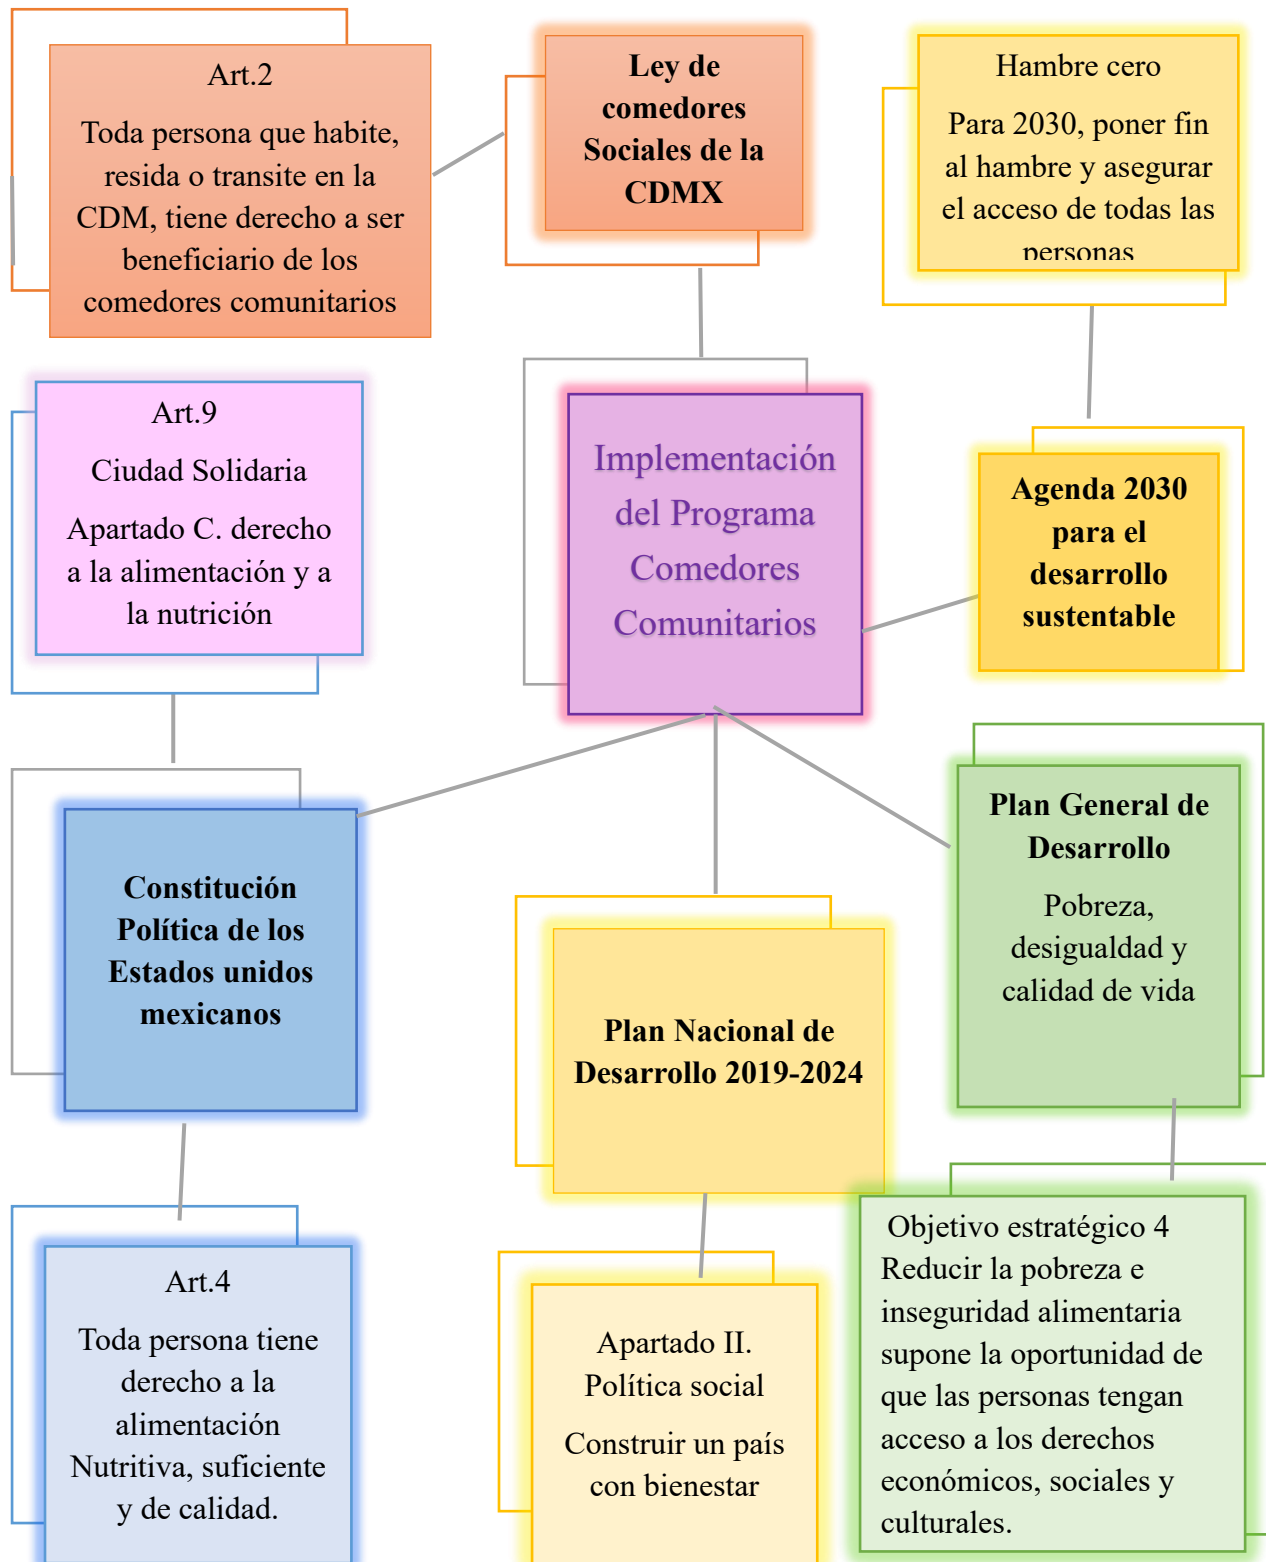 Art.2
Toda persona que habite,
resida o transite en la
CDM, tiene derecho a ser
beneficiario de los
comedores comunitarios
Ley de
comedores
Sociales de la
CDMX
Hambre cero
Para 2030, poner fin
al hambre y asegurar
el acceso de todas las
personas
Art.9
Ciudad Solidaria
Apartado C. derecho
a la alimentación y a
la nutrición
Implementación
del Programa
Comedores
Comunitarios
Agenda 2030
para el
desarrollo
sustentable
Constitución
Política de los
Estados unidos
mexicanos
Plan Nacional de
Desarrollo 2019-2024
Plan General de
Desarrollo
Pobreza,
desigualdad y
calidad de vida
Art.4
Toda persona tiene
derecho a la
alimentación
Nutritiva, suficiente
y de calidad.
Apartado II.
Política social
Construir un país
con bienestar
Objetivo estratégico 4
Reducir la pobreza e
inseguridad alimentaria
supone la oportunidad de
que las personas tengan
acceso a los derechos
económicos, sociales y
culturales.